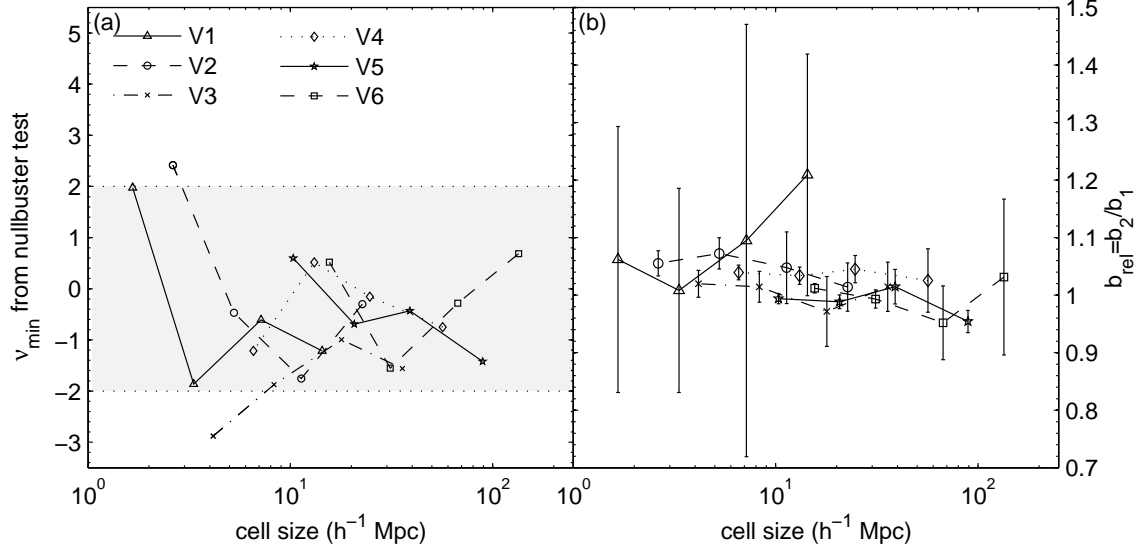 (a)
V1
V2
V3
V4
V5
V6
5
4
3
2
1
0
−1
−2
−3
ν_min from nullbuster test
10^0
10^1
10^2
cell size (h^−1 Mpc)
(b)
1.5
1.4
1.3
1.2
1.1
1
0.9
0.8
0.7
b_rel=b_2/b_1
10^0
10^1
10^2
cell size (h^−1 Mpc)